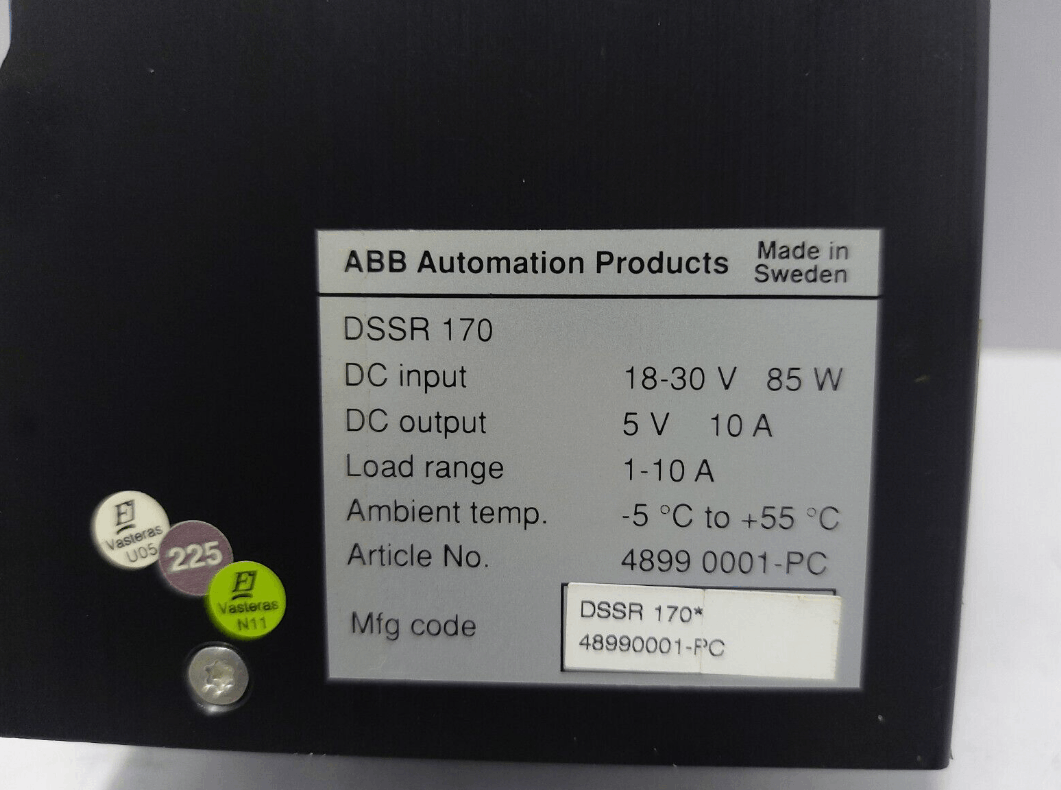 ABB Automation Products
Made in
Sweden
DSSR 170
DC input 18-30 V 85 W
DC output 5 V 10 A
Load range 1-10 A
Ambient temp. -5 °C to +55 °C
Article No. 4899 0001-PC
Mfg code
DSSR 170*
48990001-PC
Vasteras
U05
225
Vasteras
N11